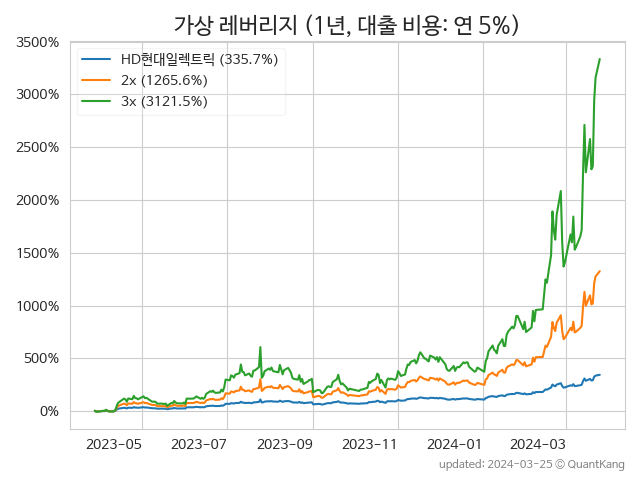 가상 레버리지 (1년, 대출 비용: 연 5%)
3500%
3000%
2500%
2000%
1500%
1000%
500%
0%
HD현대일렉트릭 (335.7%)
2x (1265.6%)
3x (3121.5%)
2023-05 2023-07 2023-09 2023-11 2024-01 2024-03
updated: 2024-03-25 © QuantKang